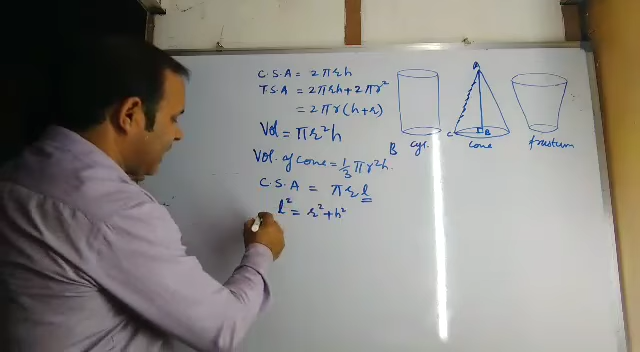 C.S.A = 2πrh
T.S.A = 2πrh + 2πr²
= 2πr(h+r)
Vol = πr²h
Vol. of cone = 1/3 πr²h.
C.S.A = πrl
l² = r² + h²
A
C
B
B
cyl.
cone
frustum